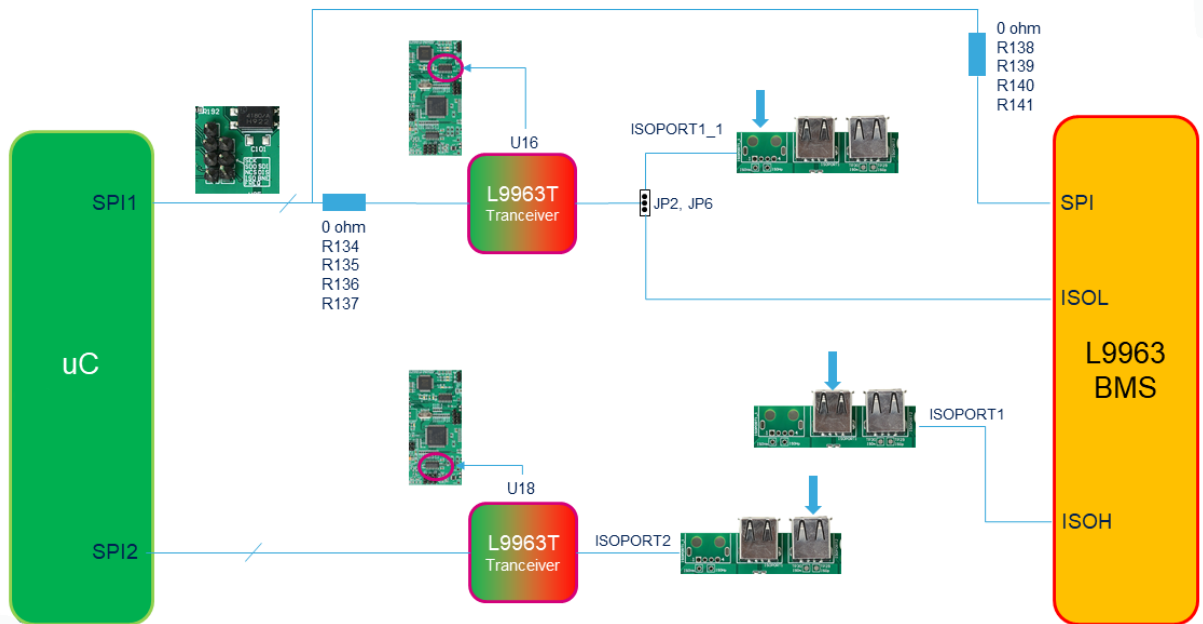 0 ohm
R138
R139
R140
R141
ISOPORT1_1
U16
L9963T
Tranceiver
JP2, JP6
SPI1
SPI
0 ohm
R134
R135
R136
R137
ISOL
uC
L9963
BMS
ISOPORT1
U18
ISOH
SPI2
L9963T
Tranceiver
ISOPORT2